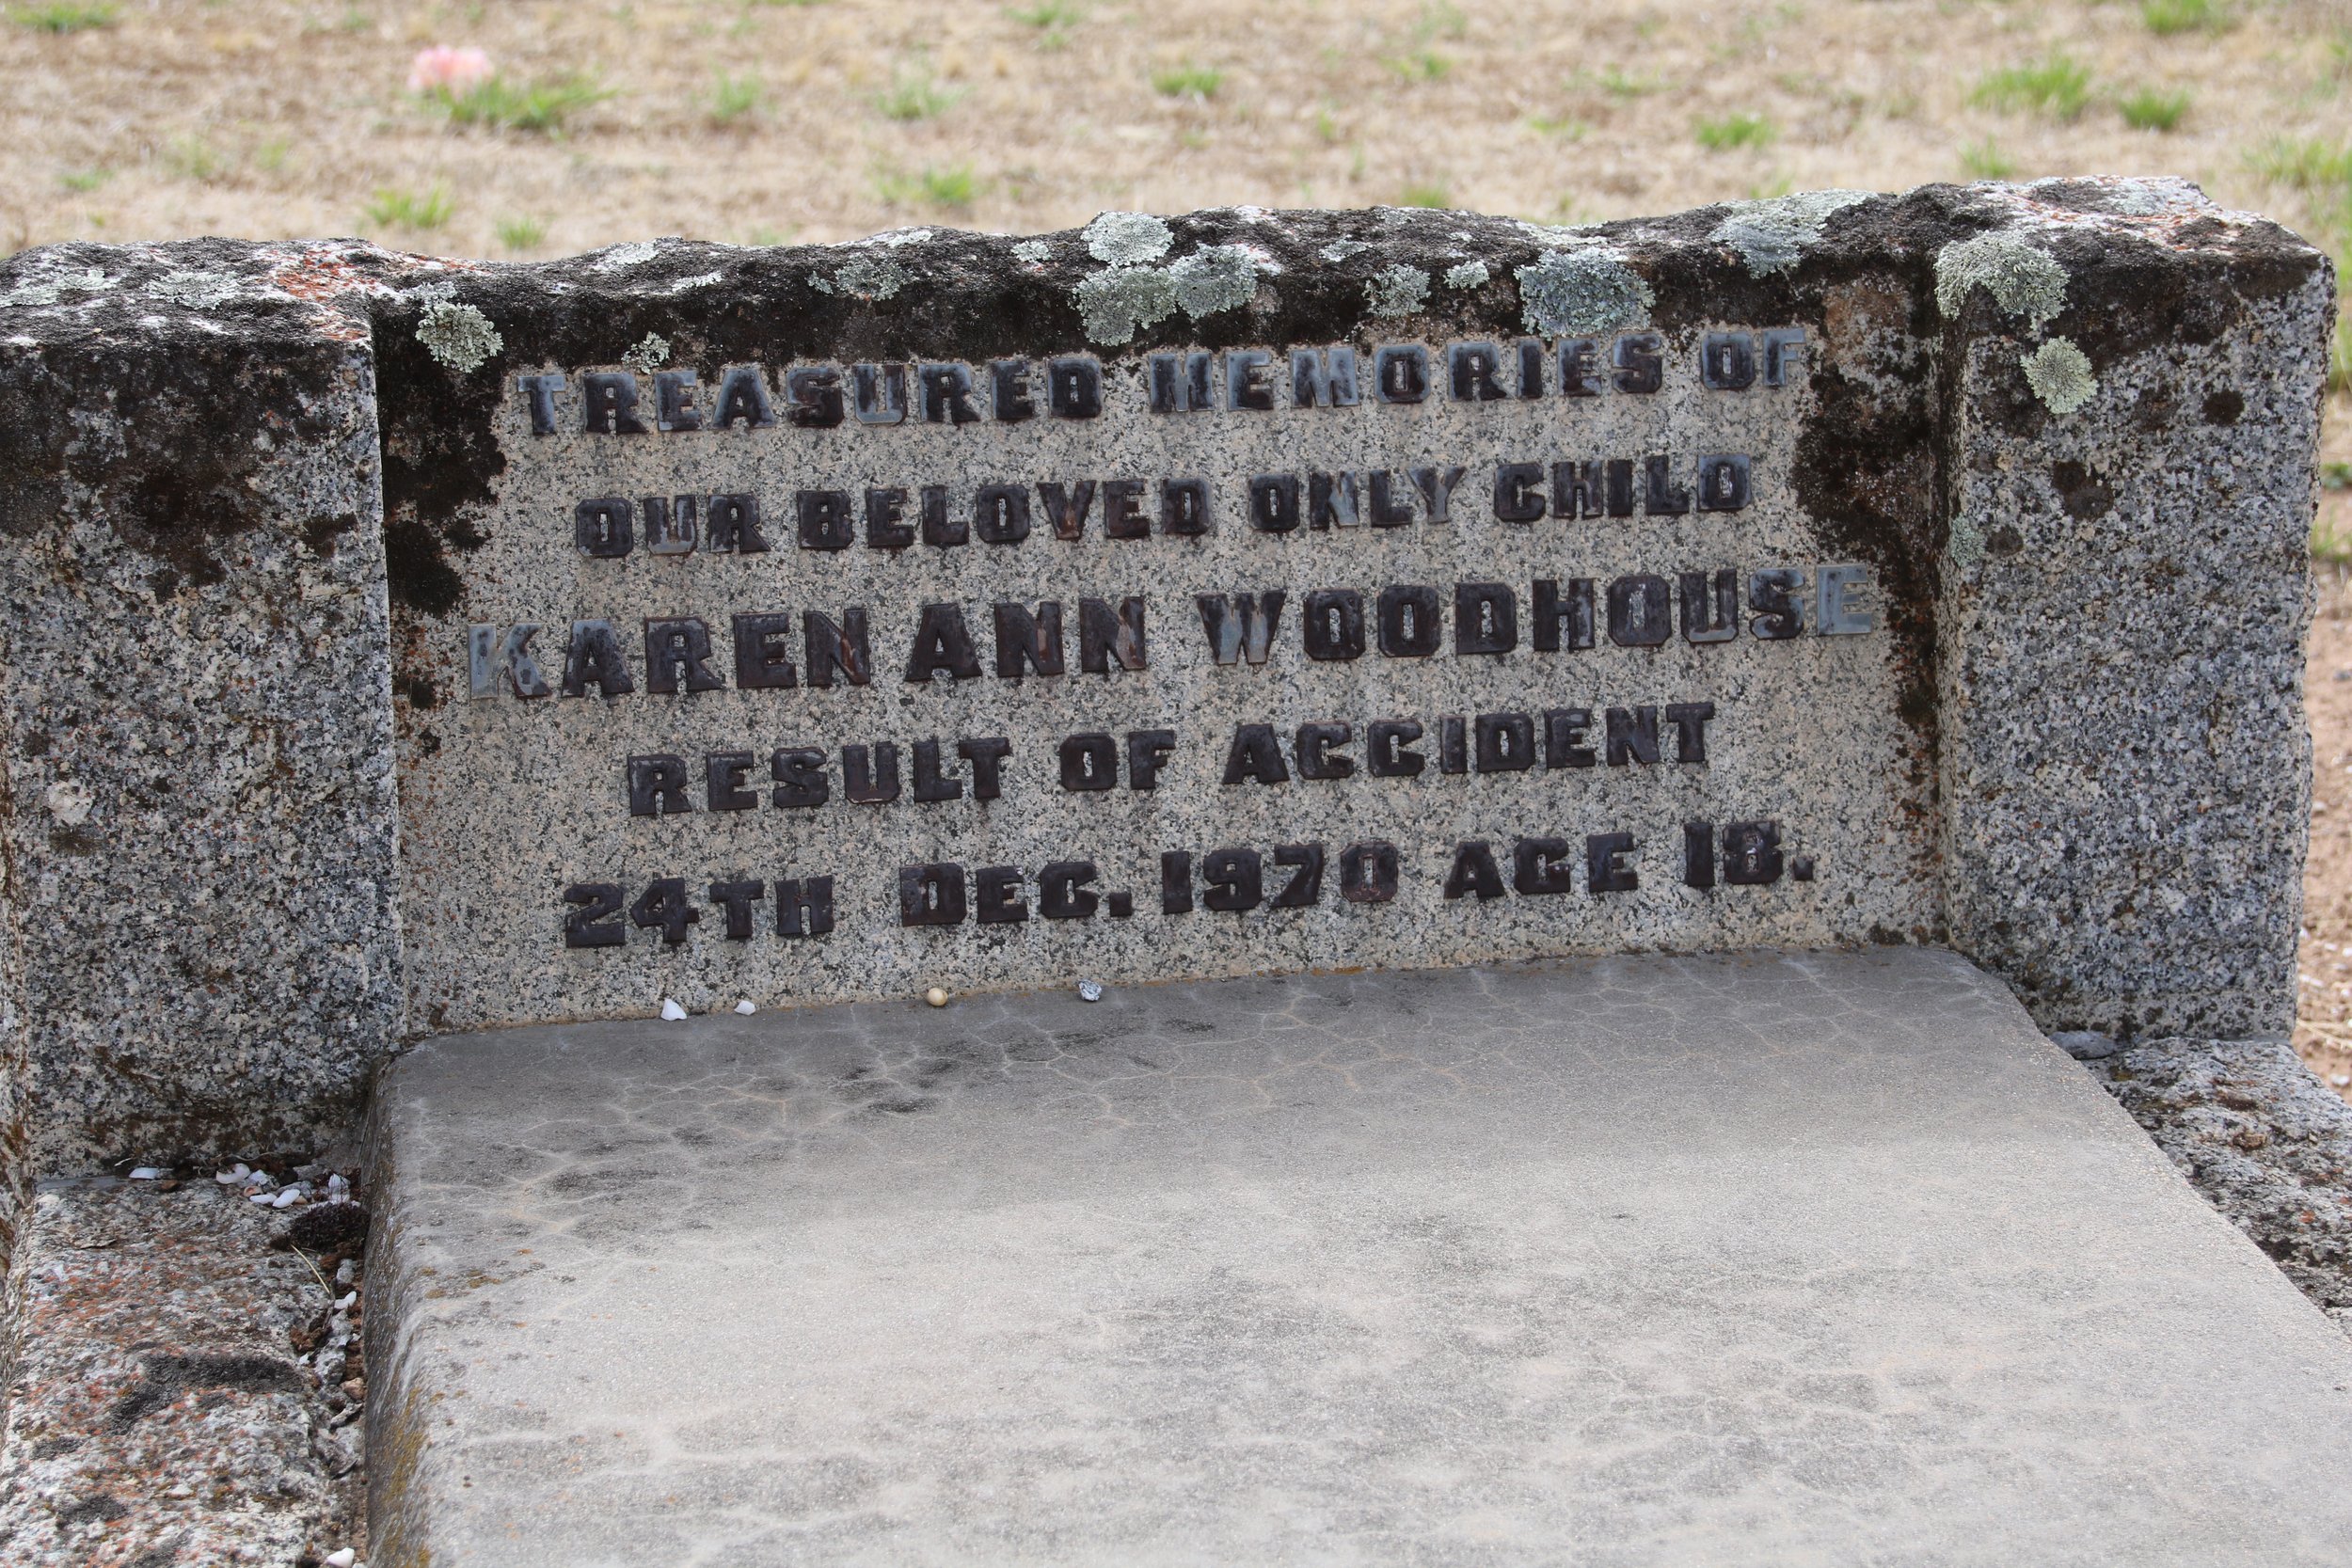 TREASURED MEMORIES OF
OUR BELOVED ONLY CHILD
KAREN ANN WOODHOUSE
RESULT OF ACCIDENT
24TH DEC. 1970 AGE 18.